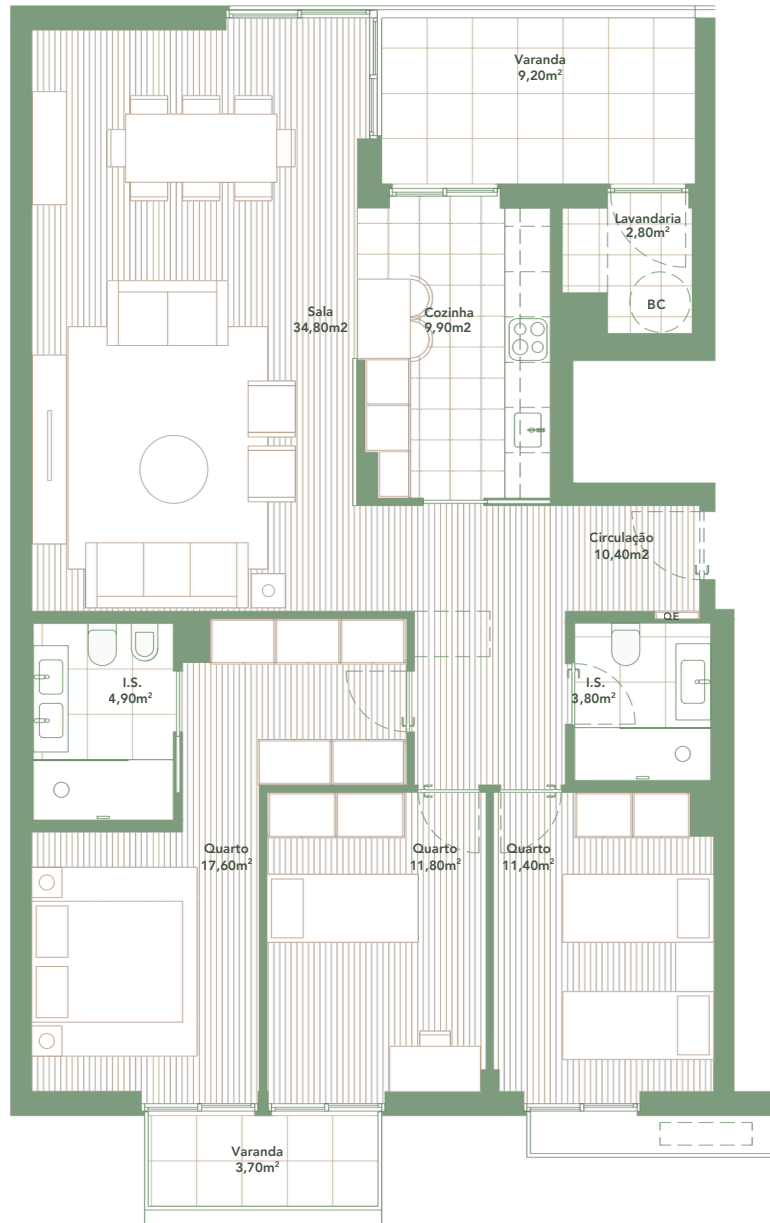 Varanda
9,20m²
Lavandaria
2,80m²
BC
Sala
34,80m2
Cozinha
9,90m²
Circulação
10,40m2
QE
I.S.
4,90m²
I.S.
3,80m²
Quarto
17,60m²
Quarto
11,80m²
Quarto
11,40m²
Varanda
3,70m²